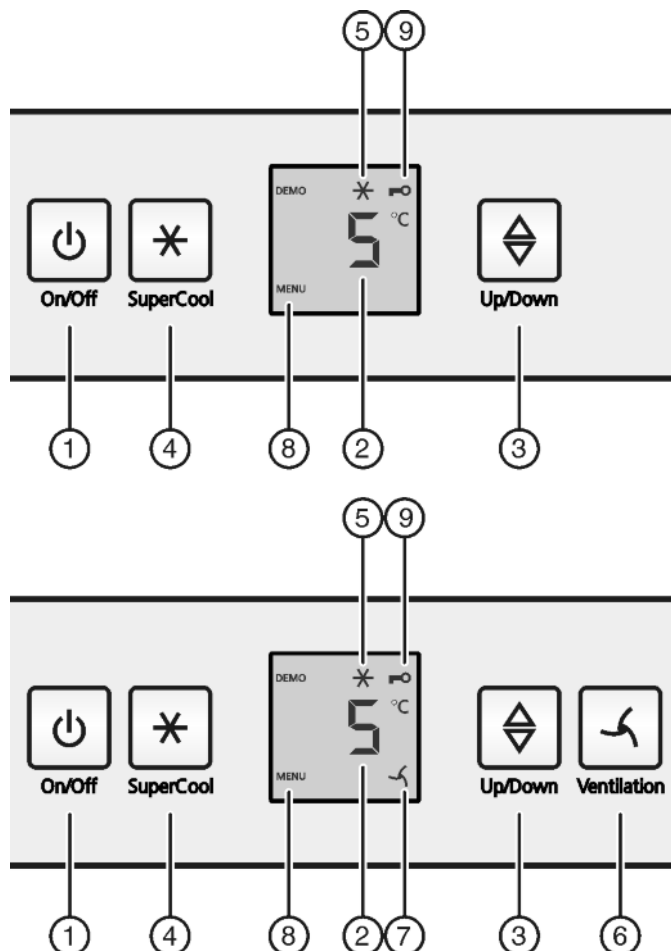 5 9
DEMO
5 °C
MENU
On/Off SuperCool Up/Down
1 4 8 2 3
5 9
DEMO
5 °C
MENU
On/Off SuperCool Up/Down Ventilation
1 4 8 2 7 3 6